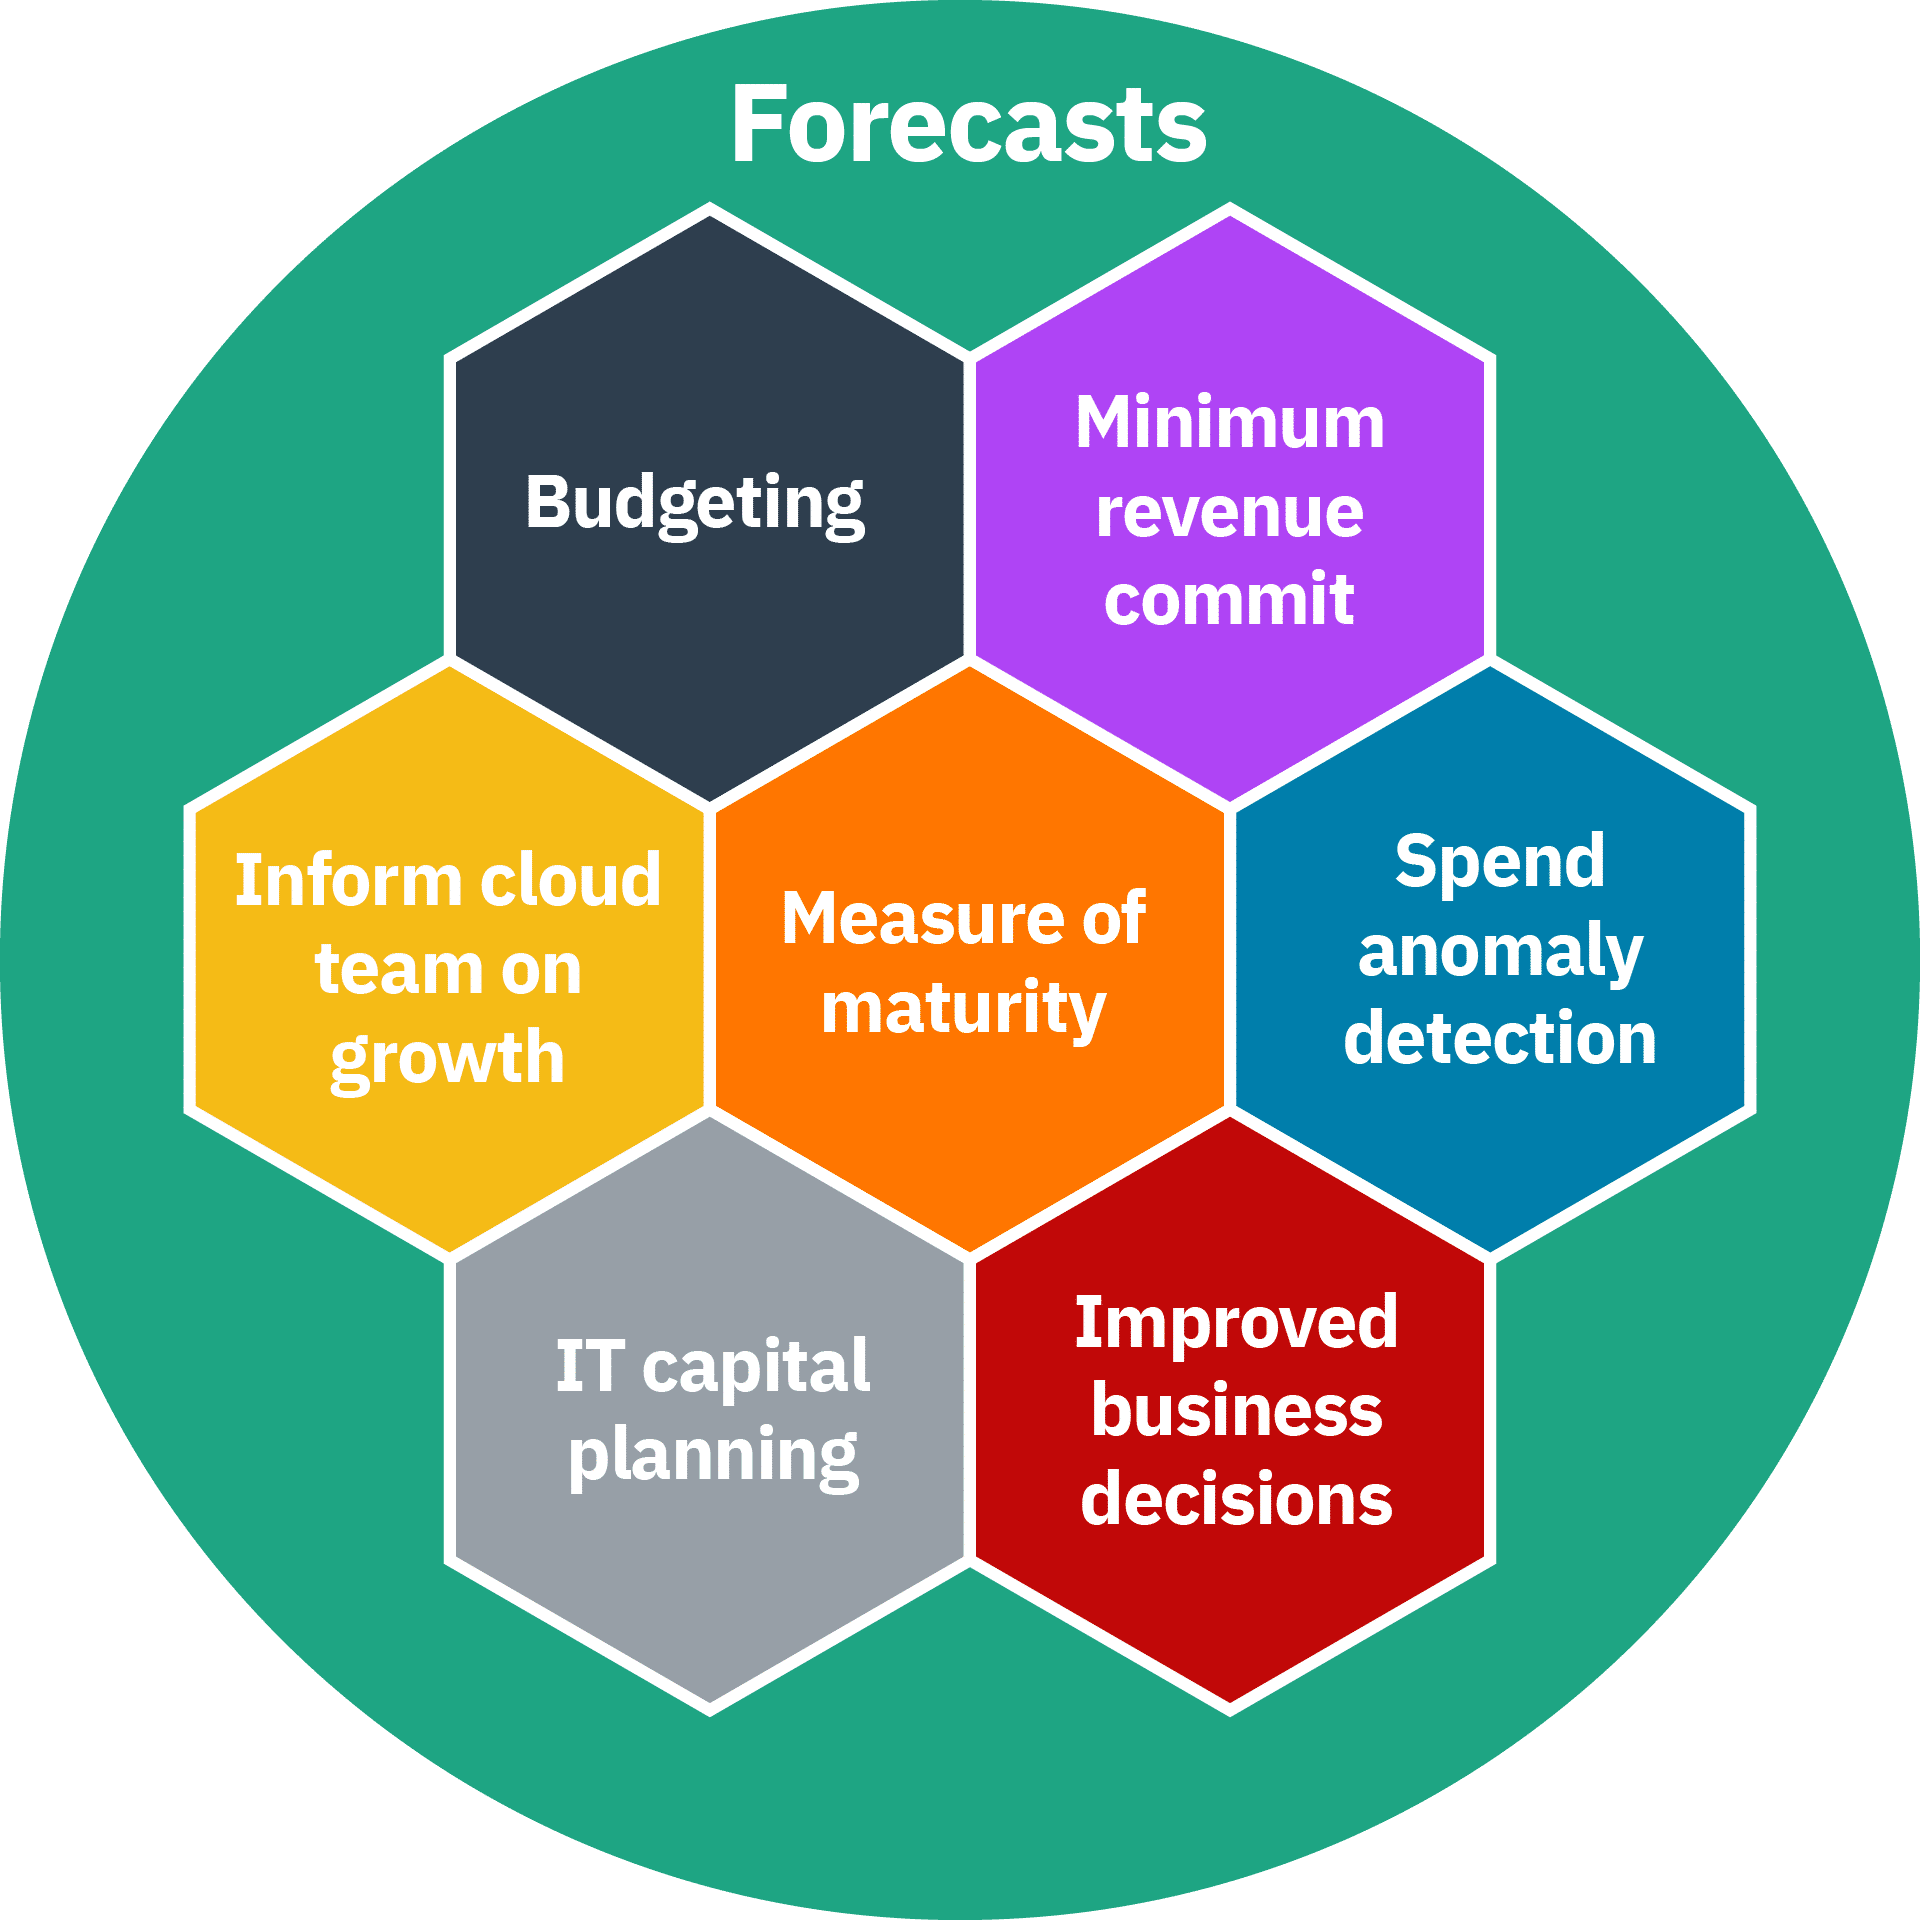 Forecasts
Budgeting
Minimum
revenue
commit
Inform cloud
team on
growth
Measure of
maturity
Spend
anomaly
detection
IT capital
planning
Improved
business
decisions